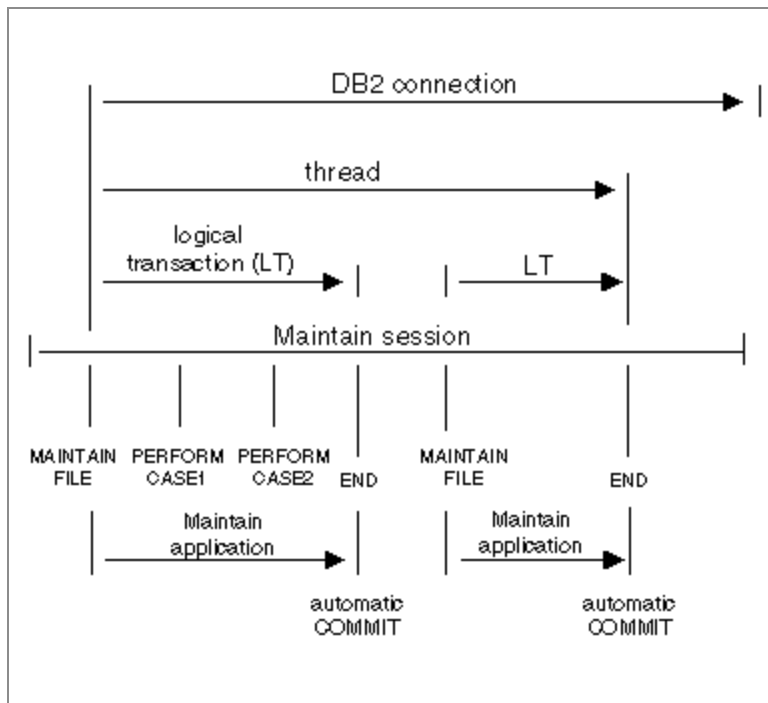 DB2 connection
thread
logical
transaction (LT)
LT
Maintain session
MAINTAIN
FILE
PERFORM
CASE1
PERFORM
CASE2
END
MAINTAIN
FILE
END
Maintain
application
Maintain
application
automatic
COMMIT
automatic
COMMIT